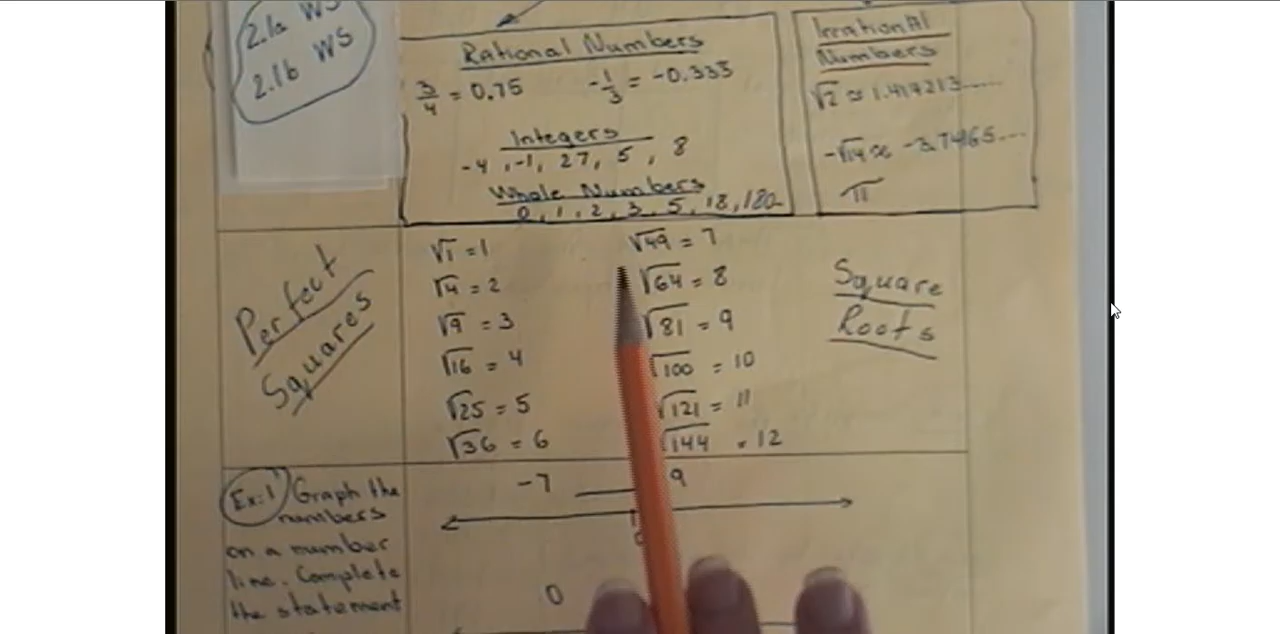 2.1a WS
2.1b WS
Rational Numbers
3/4 = 0.75
-1/3 = -0.333
Integers
-4, -1, 27, 5, 8
Whole Numbers
0, 1, 2, 3, 5, 18, 180
Irrational
Numbers
√2 ≈ 1.414213......
-√14 ≈ -3.74165....
π
Perfect
Squares
√1 = 1
√4 = 2
√9 = 3
√16 = 4
√25 = 5
√36 = 6
√49 = 7
√64 = 8
√81 = 9
√100 = 10
√121 = 11
√144 = 12
Square
Roots
Ex:1 Graph the
numbers
on a number
line. Complete
the statement
-7 ___ 9
0